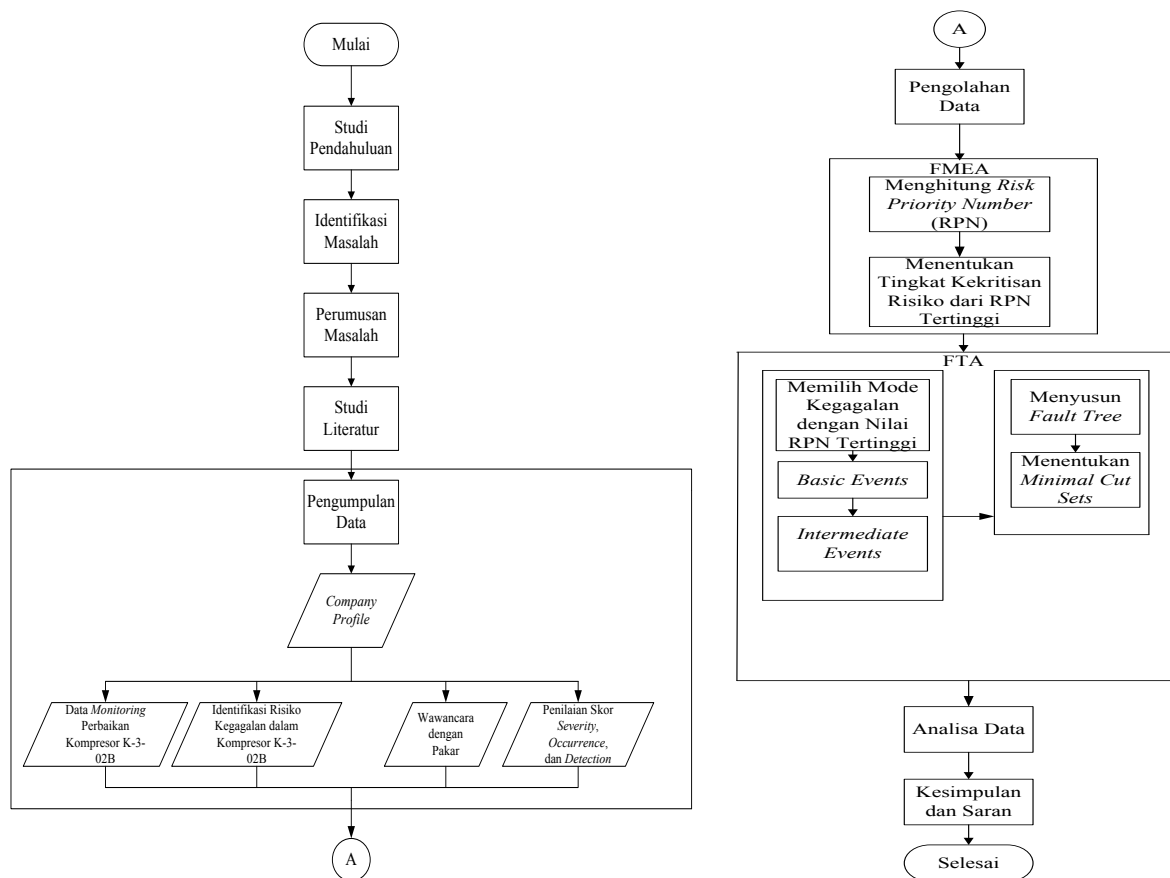 Mulai
Studi
Pendahuluan
Identifikasi
Masalah
Perumusan
Masalah
Studi
Literatur
Pengumpulan
Data
Company
Profile
Data Monitoring
Perbaikan
Kompresor K-3-
02B
Identifikasi Risiko
Kegagalan dalam
Kompresor K-3-
02B
Wawancara
dengan
Pakar
Penilaian Skor
Severity,
Occurrence,
dan Detection
A
A
Pengolahan
Data
FMEA
Menghitung Risk
Priority Number
(RPN)
Menentukan
Tingkat Kekritisan
Risiko dari RPN
Tertinggi
FTA
Memilih Mode
Kegagalan
dengan Nilai
RPN Tertinggi
Basic Events
Intermediate
Events
Menyusun
Fault Tree
Menentukan
Minimal Cut
Sets
Analisa Data
Kesimpulan
dan Saran
Selesai